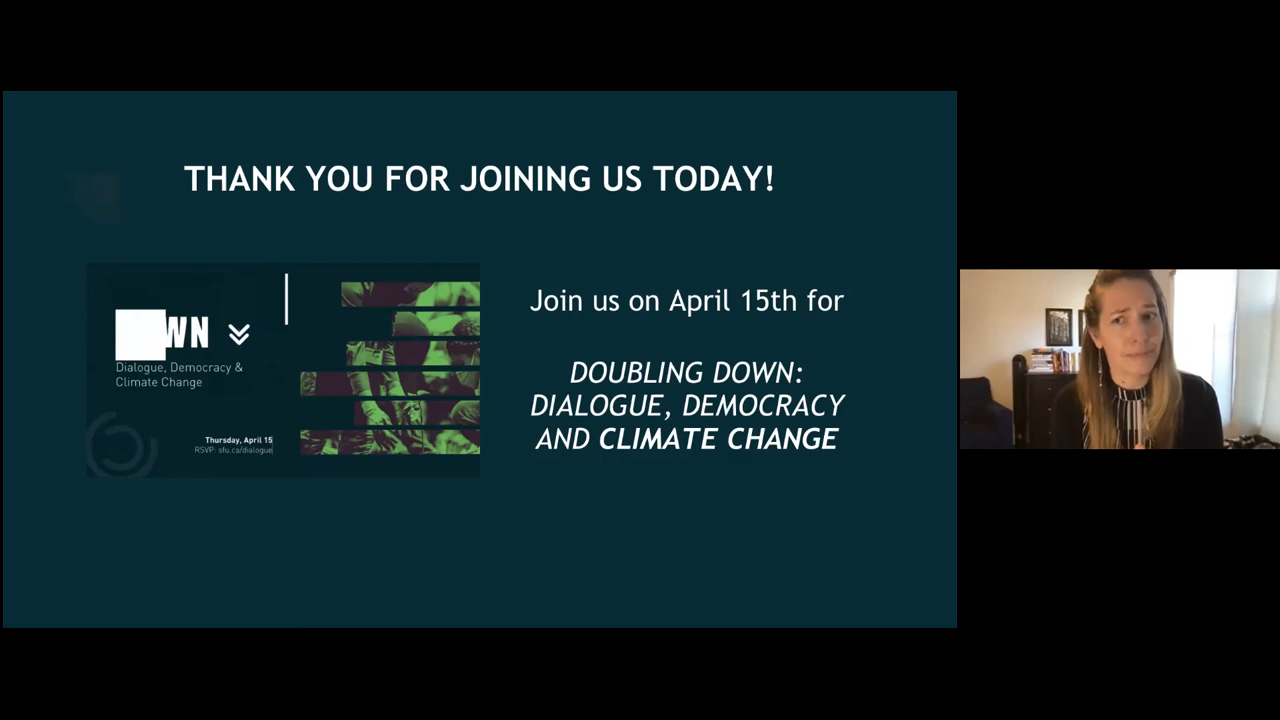 THANK YOU FOR JOINING US TODAY!
WN
Dialogue, Democracy &
Climate Change
Thursday, April 15
RSVP: sfu.ca/dialogue
Join us on April 15th for
DOUBLING DOWN:
DIALOGUE, DEMOCRACY
AND CLIMATE CHANGE